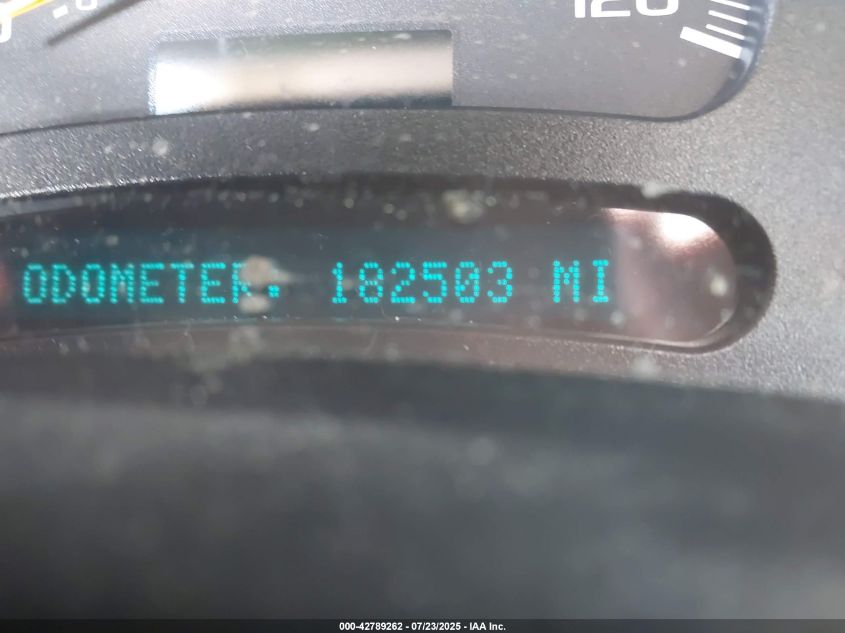 120
ODOMETER: 182503 MI
000-42789262 - 07/23/2025 - IAA Inc.